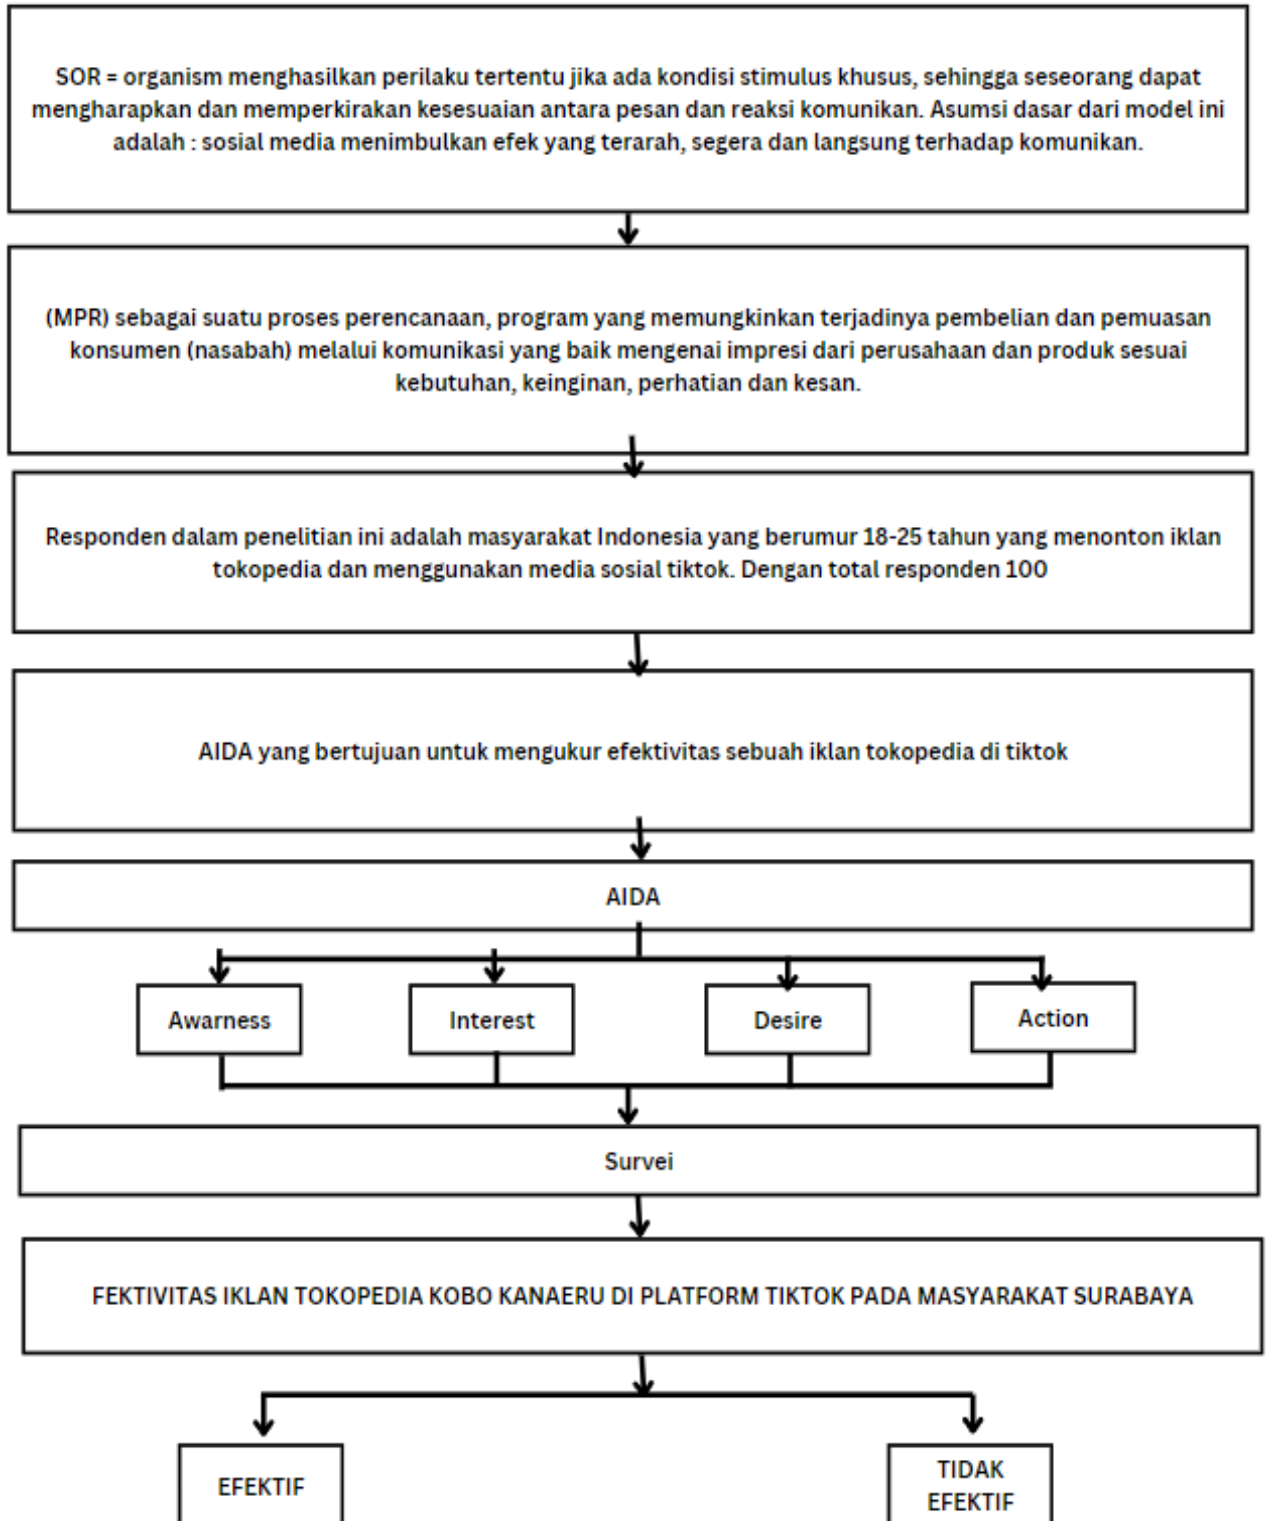 SOR = organism menghasilkan perilaku tertentu jika ada kondisi stimulus khusus, sehingga seseorang dapat
mengharapkan dan memperkirakan kesesuaian antara pesan dan reaksi komunikan. Asumsi dasar dari model ini
adalah : sosial media menimbulkan efek yang terarah, segera dan langsung terhadap komunikan.
(MPR) sebagai suatu proses perencanaan, program yang memungkinkan terjadinya pembelian dan pemuasan
konsumen (nasabah) melalui komunikasi yang baik mengenai impresi dari perusahaan dan produk sesuai
kebutuhan, keinginan, perhatian dan kesan.
Responden dalam penelitian ini adalah masyarakat Indonesia yang berumur 18-25 tahun yang menonton iklan
tokopedia dan menggunakan media sosial tiktok. Dengan total responden 100
AIDA yang bertujuan untuk mengukur efektivitas sebuah iklan tokopedia di tiktok
AIDA
Awarness
Interest
Desire
Action
Survei
FEKTIVITAS IKLAN TOKOPEDIA KOBO KANAERU DI PLATFORM TIKTOK PADA MASYARAKAT SURABAYA
EFEKTIF
TIDAK
EFEKTIF